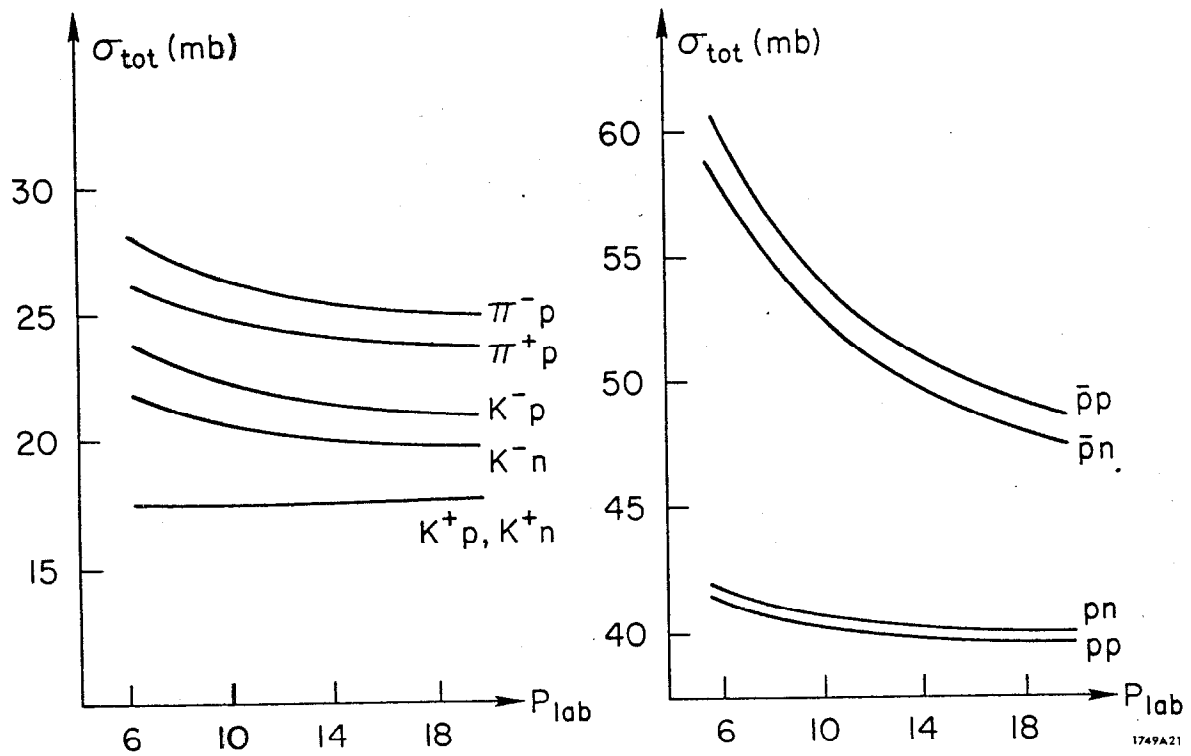 σtot (mb)
30
25
20
15
π⁻p
π⁺p
K⁻p
K⁻n
K⁺p, K⁺n
6 10 14 18
Plab
σtot (mb)
60
55
50
45
40
p̄p
p̄n
pn
pp
6 10 14 18
Plab
1749A21